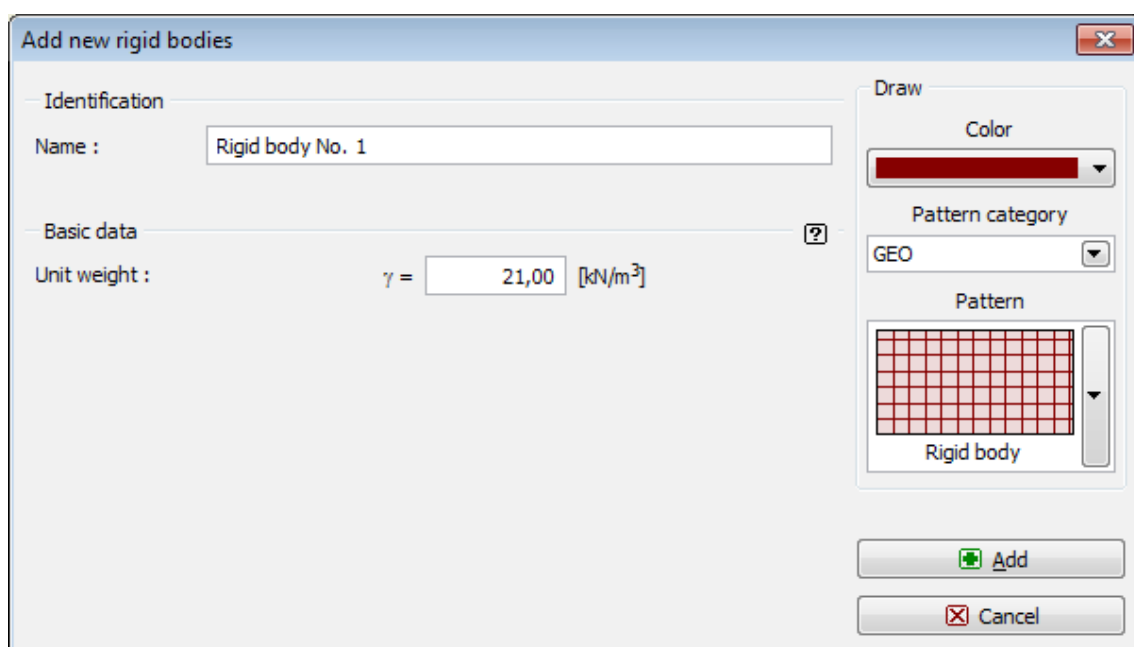 Add new rigid bodies
Identification
Name :
Rigid body No. 1
Basic data
?
Unit weight :
γ =
21,00
[kN/m³]
Draw
Color
Pattern category
GEO
Pattern
Rigid body
Add
Cancel